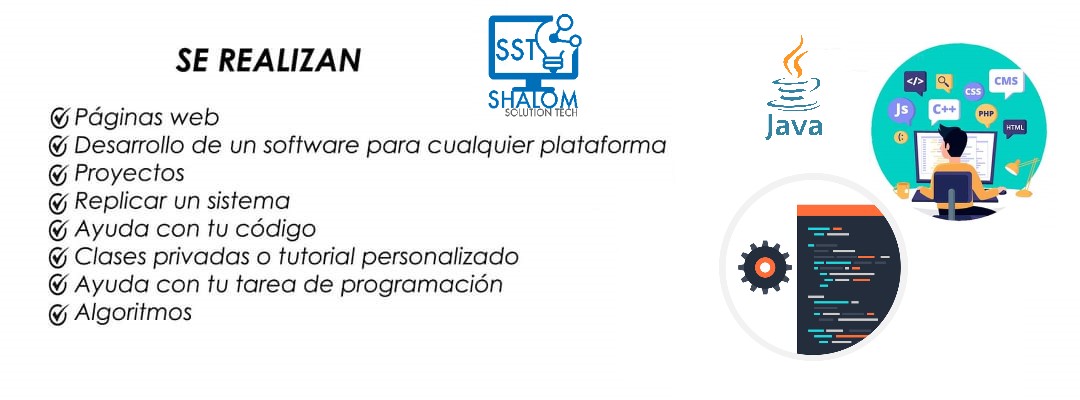 SE REALIZAN
Páginas web
Desarrollo de un software para cualquier plataforma
Proyectos
Replicar un sistema
Ayuda con tu código
Clases privadas o tutorial personalizado
Ayuda con tu tarea de programación
Algoritmos
SST
SHALOM
SOLUTION TECH
Java
</>
CMS
CSS
Js
C++
PHP
{;}
HTML